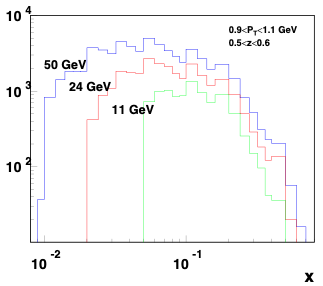 10^4
0.9<P_T<1.1 GeV
0.5<z<0.6
50 GeV
24 GeV
10^3
11 GeV
10^2
10^-2 10^-1
x